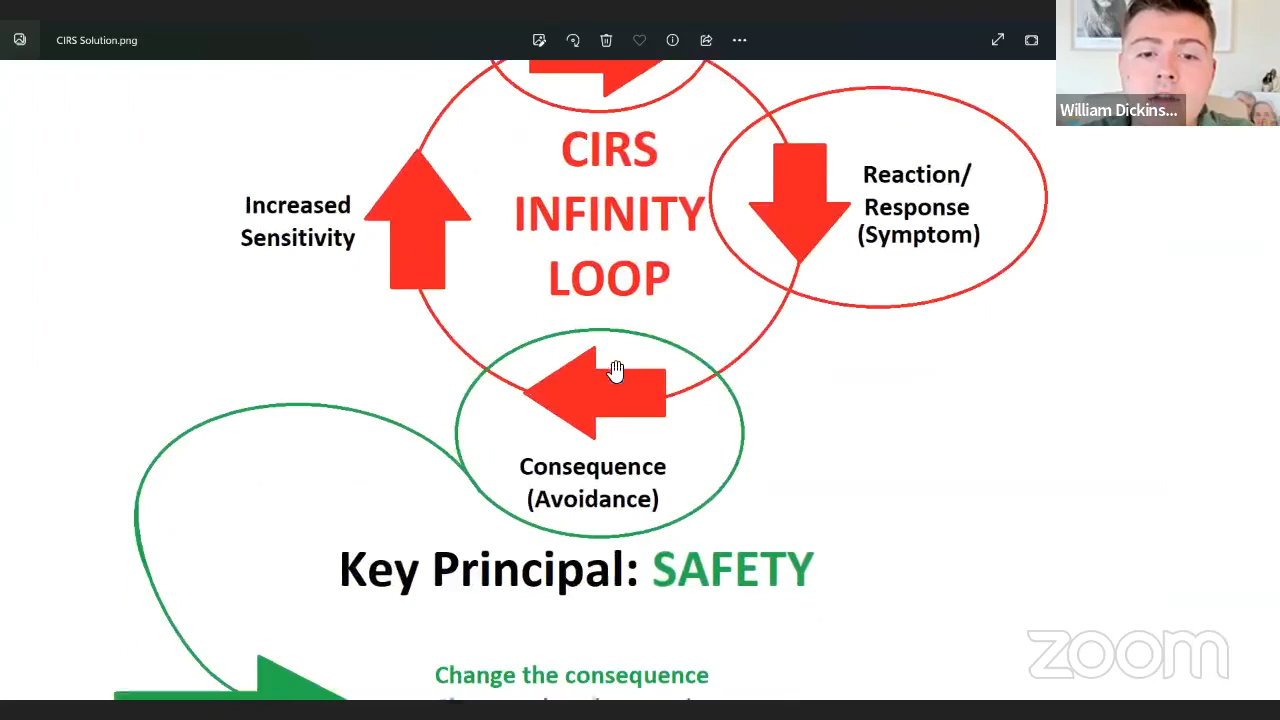 CIRS Solution.png
William Dickins...
CIRS
INFINITY
LOOP
Reaction/
Response
(Symptom)
Increased
Sensitivity
Consequence
(Avoidance)
Key Principal: SAFETY
zoom
Change the consequence